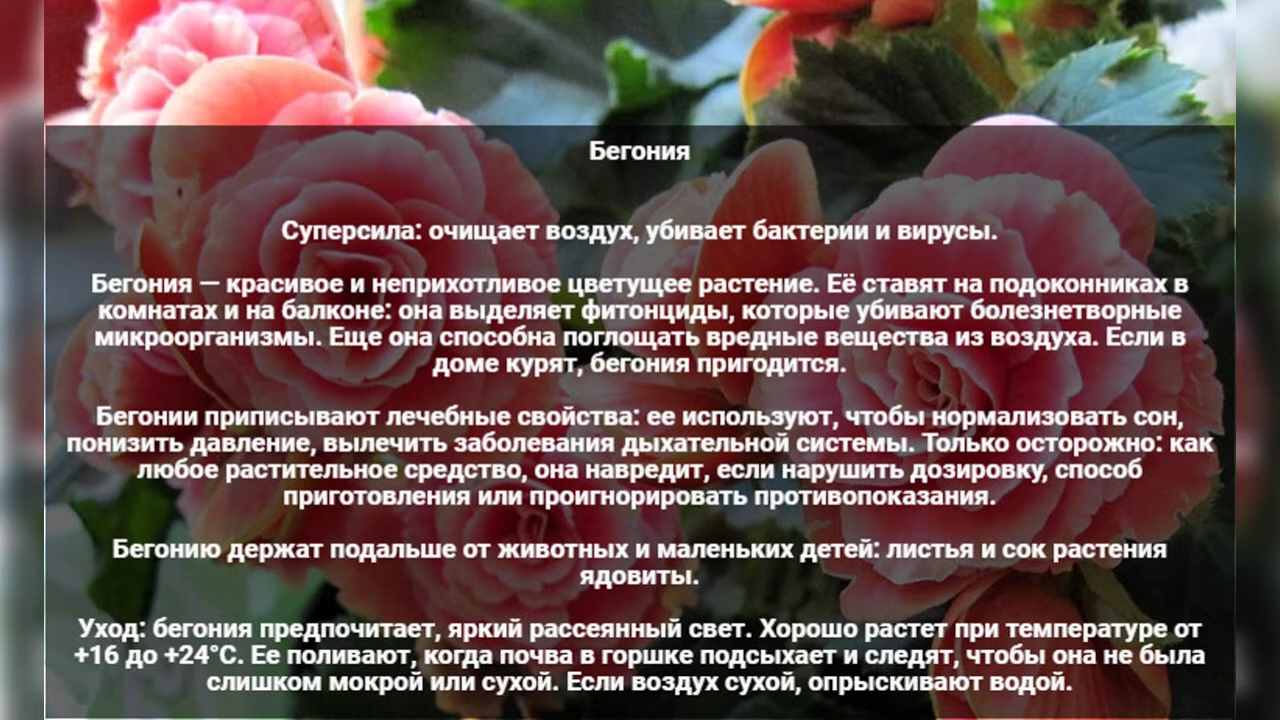 Бегония
Суперсила: очищает воздух, убивает бактерии и вирусы.
Бегония — красивое и неприхотливое цветущее растение. Её ставят на подоконниках в
комнатах и на балконе: она выделяет фитонциды, которые убивают болезнетворные
микроорганизмы. Еще она способна поглощать вредные вещества из воздуха. Если в
доме курят, бегония пригодится.
Бегонии приписывают лечебные свойства: ее используют, чтобы нормализовать сон,
понизить давление, вылечить заболевания дыхательной системы. Только осторожно: как
любое растительное средство, она навредит, если нарушить дозировку, способ
приготовления или проигнорировать противопоказания.
Бегонию держат подальше от животных и маленьких детей: листья и сок растения
ядовиты.
Уход: бегония предпочитает, яркий рассеянный свет. Хорошо растет при температуре от
+16 до +24°C. Ее поливают, когда почва в горшке подсыхает и следят, чтобы она не была
слишком мокрой или сухой. Если воздух сухой, опрыскивают водой.